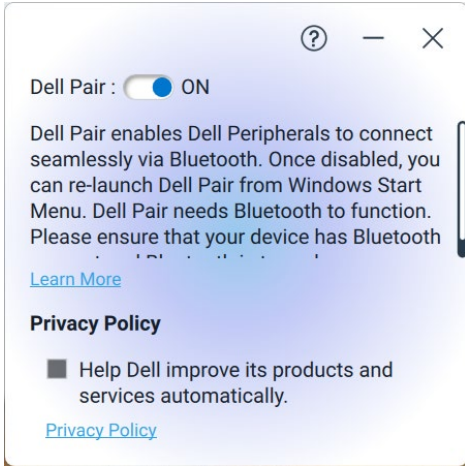 Dell Pair : ON
Dell Pair enables Dell Peripherals to connect
seamlessly via Bluetooth. Once disabled, you
can re-launch Dell Pair from Windows Start
Menu. Dell Pair needs Bluetooth to function.
Please ensure that your device has Bluetooth
Learn More
Privacy Policy
Help Dell improve its products and
services automatically.
Privacy Policy